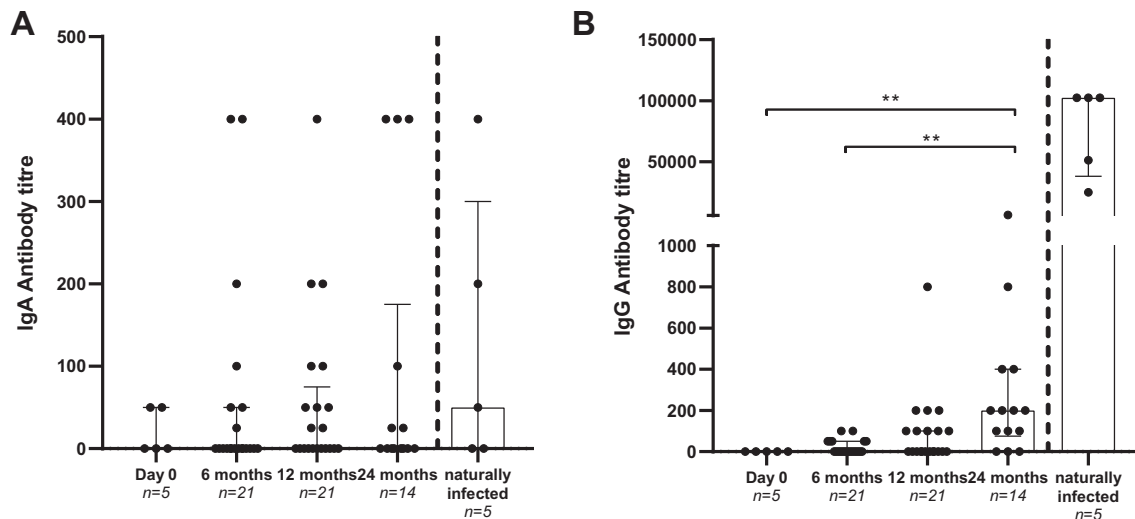 A
IgA Antibody titre
500
400
300
200
100
0
Day 0 6 months 12 months 24 months naturally
infected
n=5 n=21 n=21 n=14
n=5
B
IgG Antibody titre
150000
100000
50000
1000
800
600
400
200
0
**
**
Day 0 6 months 12 months 24 months naturally
infected
n=5 n=21 n=21 n=14
n=5